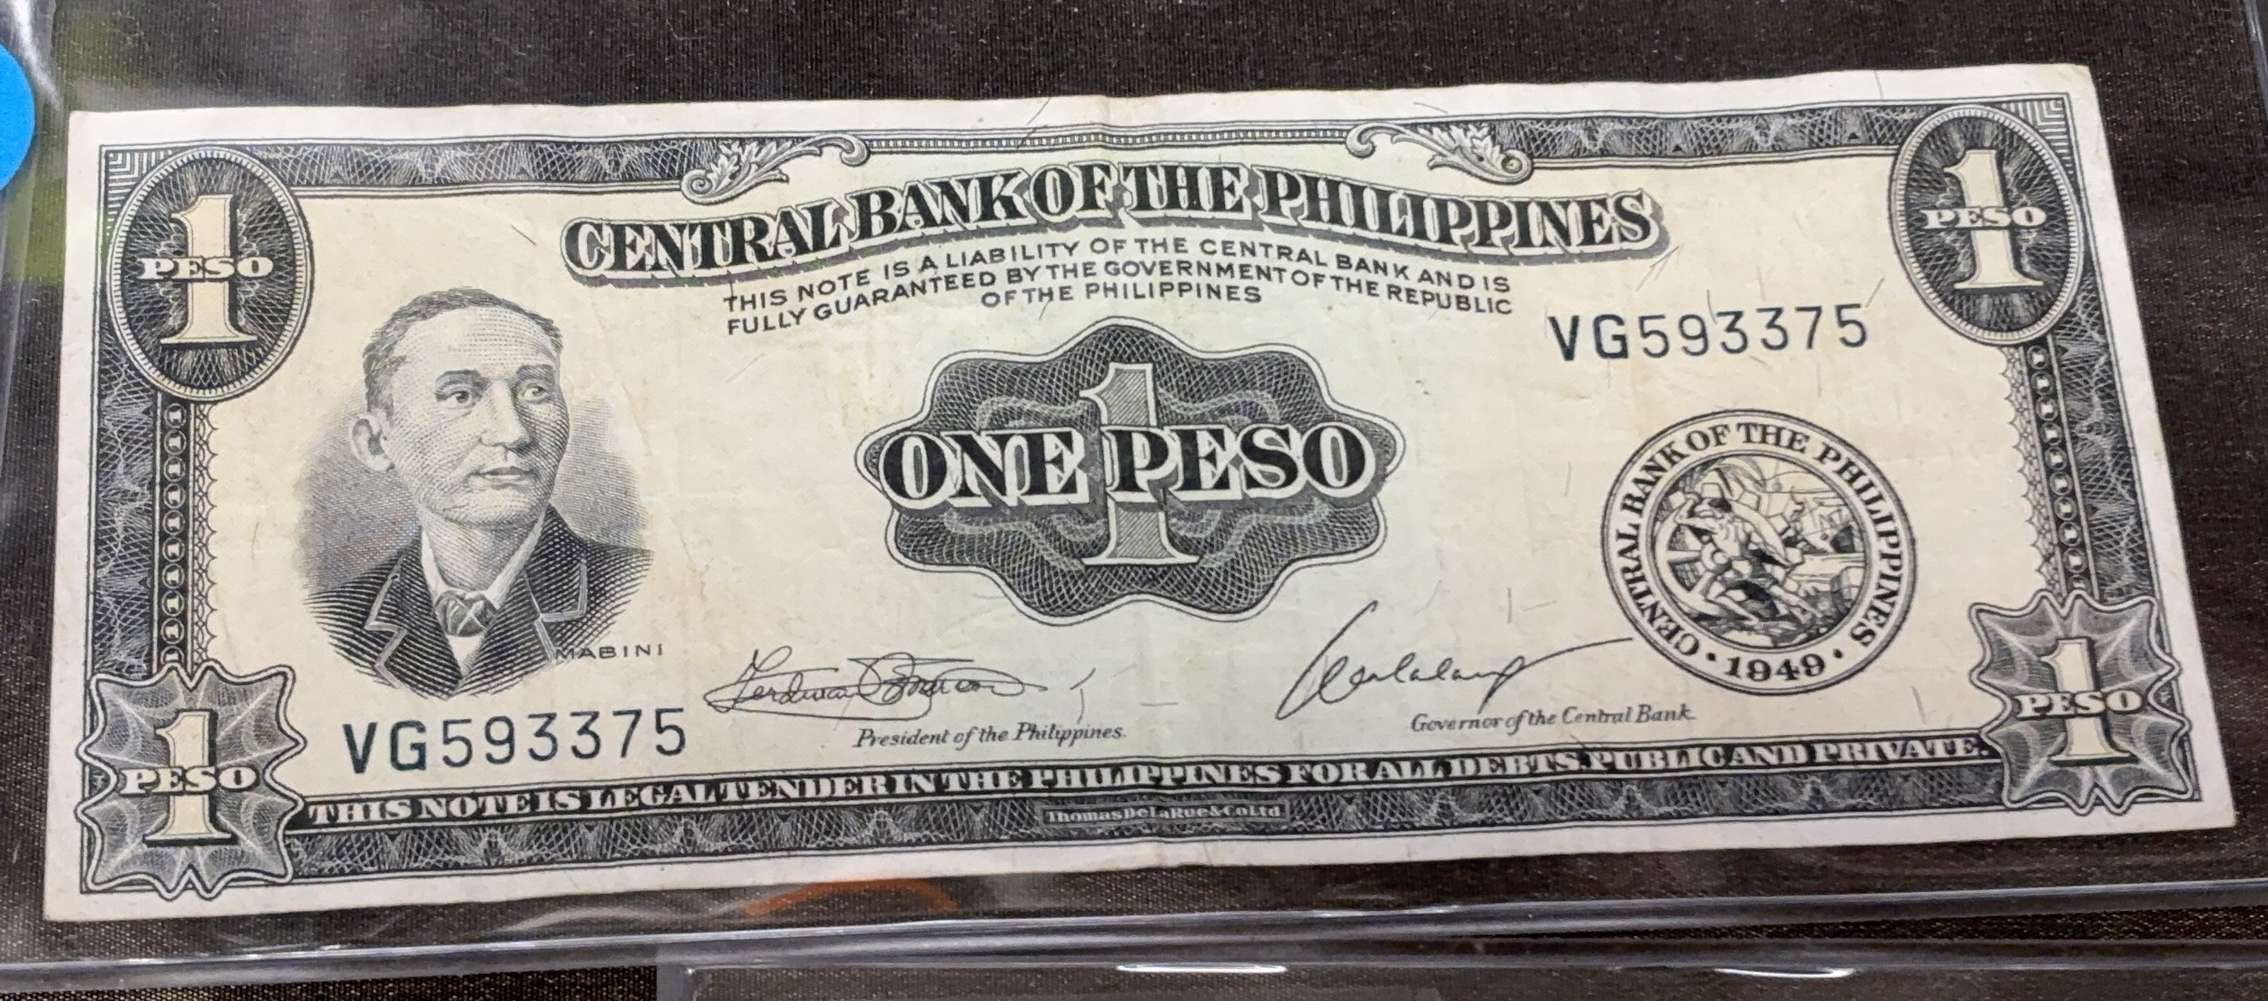 1
PESO
1
PESO
CENTRAL BANK OF THE PHILIPPINES
THIS NOTE IS A LIABILITY OF THE CENTRAL BANK AND IS
FULLY GUARANTEED BY THE GOVERNMENT OF THE REPUBLIC
OF THE PHILIPPINES
VG593375
1
ONE PESO
CENTRAL BANK OF THE PHILIPPINES
• 1949 •
MABINI
VG593375
President of the Philippines.
Governor of the Central Bank
1
PESO
1
PESO
THIS NOTE IS LEGAL TENDER IN THE PHILIPPINES FOR ALL DEBTS, PUBLIC AND PRIVATE.
Thomas De La Rue & Co Ltd